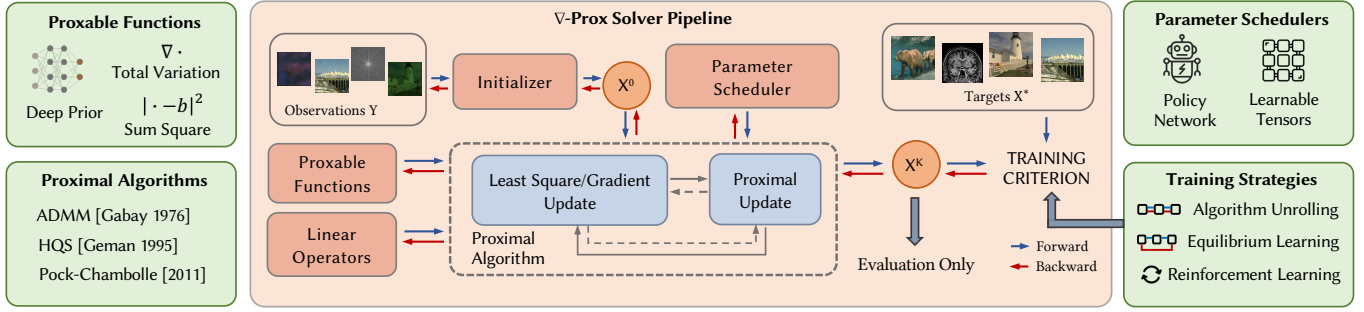 Proxable Functions
Deep Prior
∇ ·
Total Variation
| · −b|²
Sum Square
Proximal Algorithms
ADMM [Gabay 1976]
HQS [Geman 1995]
Pock-Chambolle [2011]
∇-Prox Solver Pipeline
Observations Y
Initializer
X⁰
Parameter
Scheduler
Targets X*
Proxable
Functions
Linear
Operators
Least Square/Gradient
Update
Proximal
Update
Proximal
Algorithm
Xᴷ
TRAINING
CRITERION
Evaluation Only
Forward
Backward
Parameter Schedulers
Policy
Network
Learnable
Tensors
Training Strategies
Algorithm Unrolling
Equilibrium Learning
Reinforcement Learning